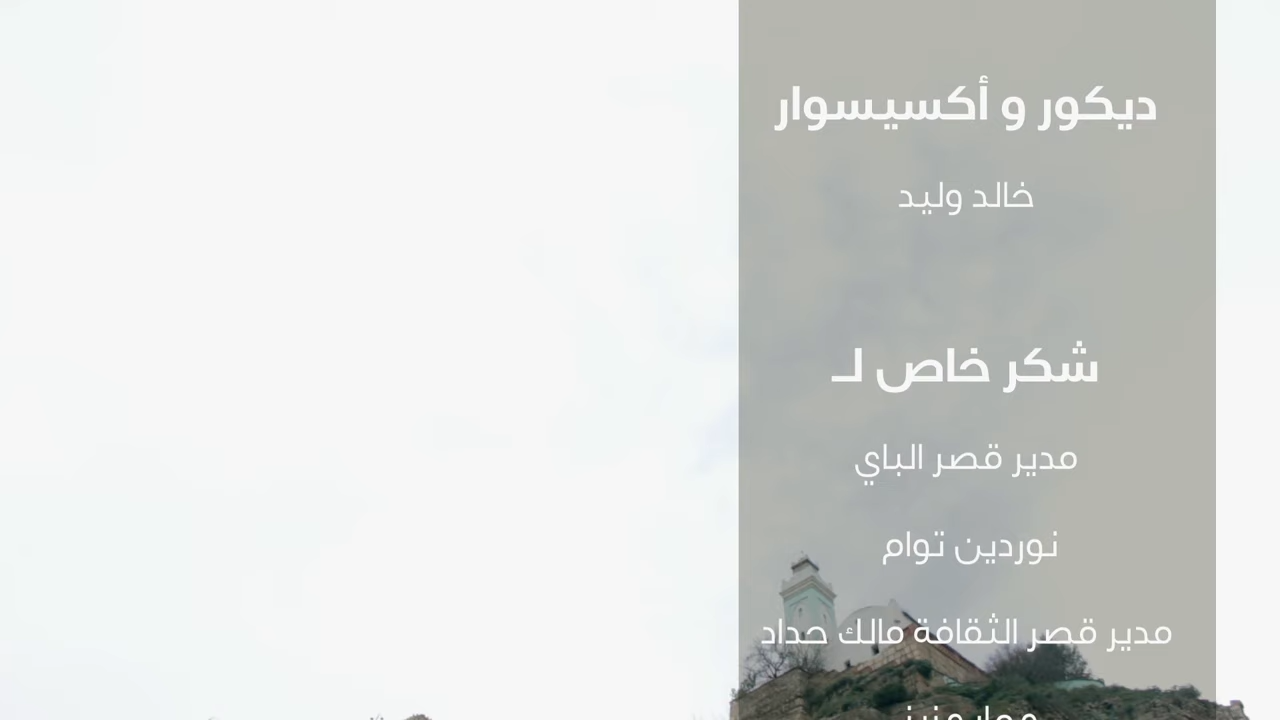 ديكور و أكسيسوار
خالد وليد
شكر خاص لـ
مدير قصر الباي
نوردين توام
مدير قصر الثقافة مالك حداد